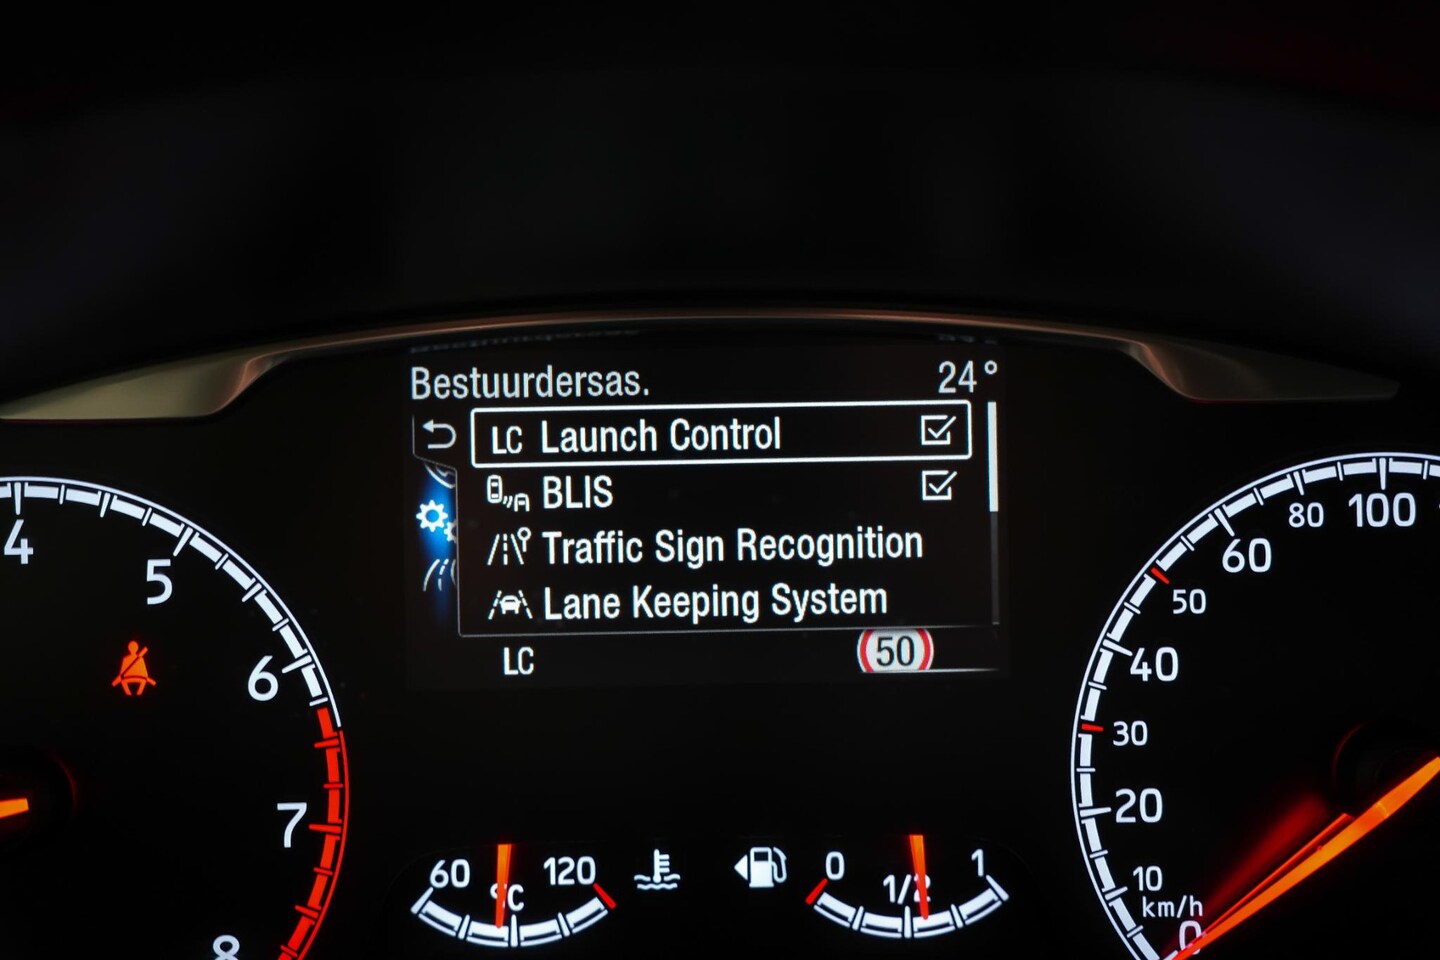 Bestuurdersas. 24°
LC Launch Control
BLIS
Traffic Sign Recognition
Lane Keeping System
LC 50
4
5
6
7
8
60 °C 120
0 1/2 1
100
80
60
50
40
30
20
10
km/h
0